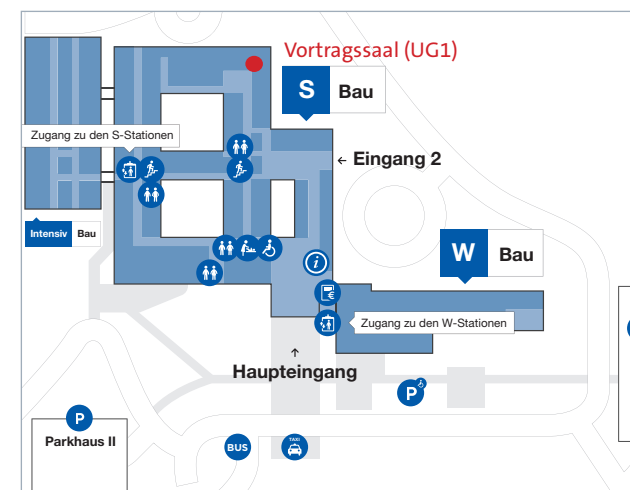 Vortragssaal (UG1)
S Bau
Zugang zu den S-Stationen
← Eingang 2
Intensiv Bau
i
W Bau
€
Zugang zu den W-Stationen
↑
Haupteingang
P
P
Parkhaus II
BUS
TAXI